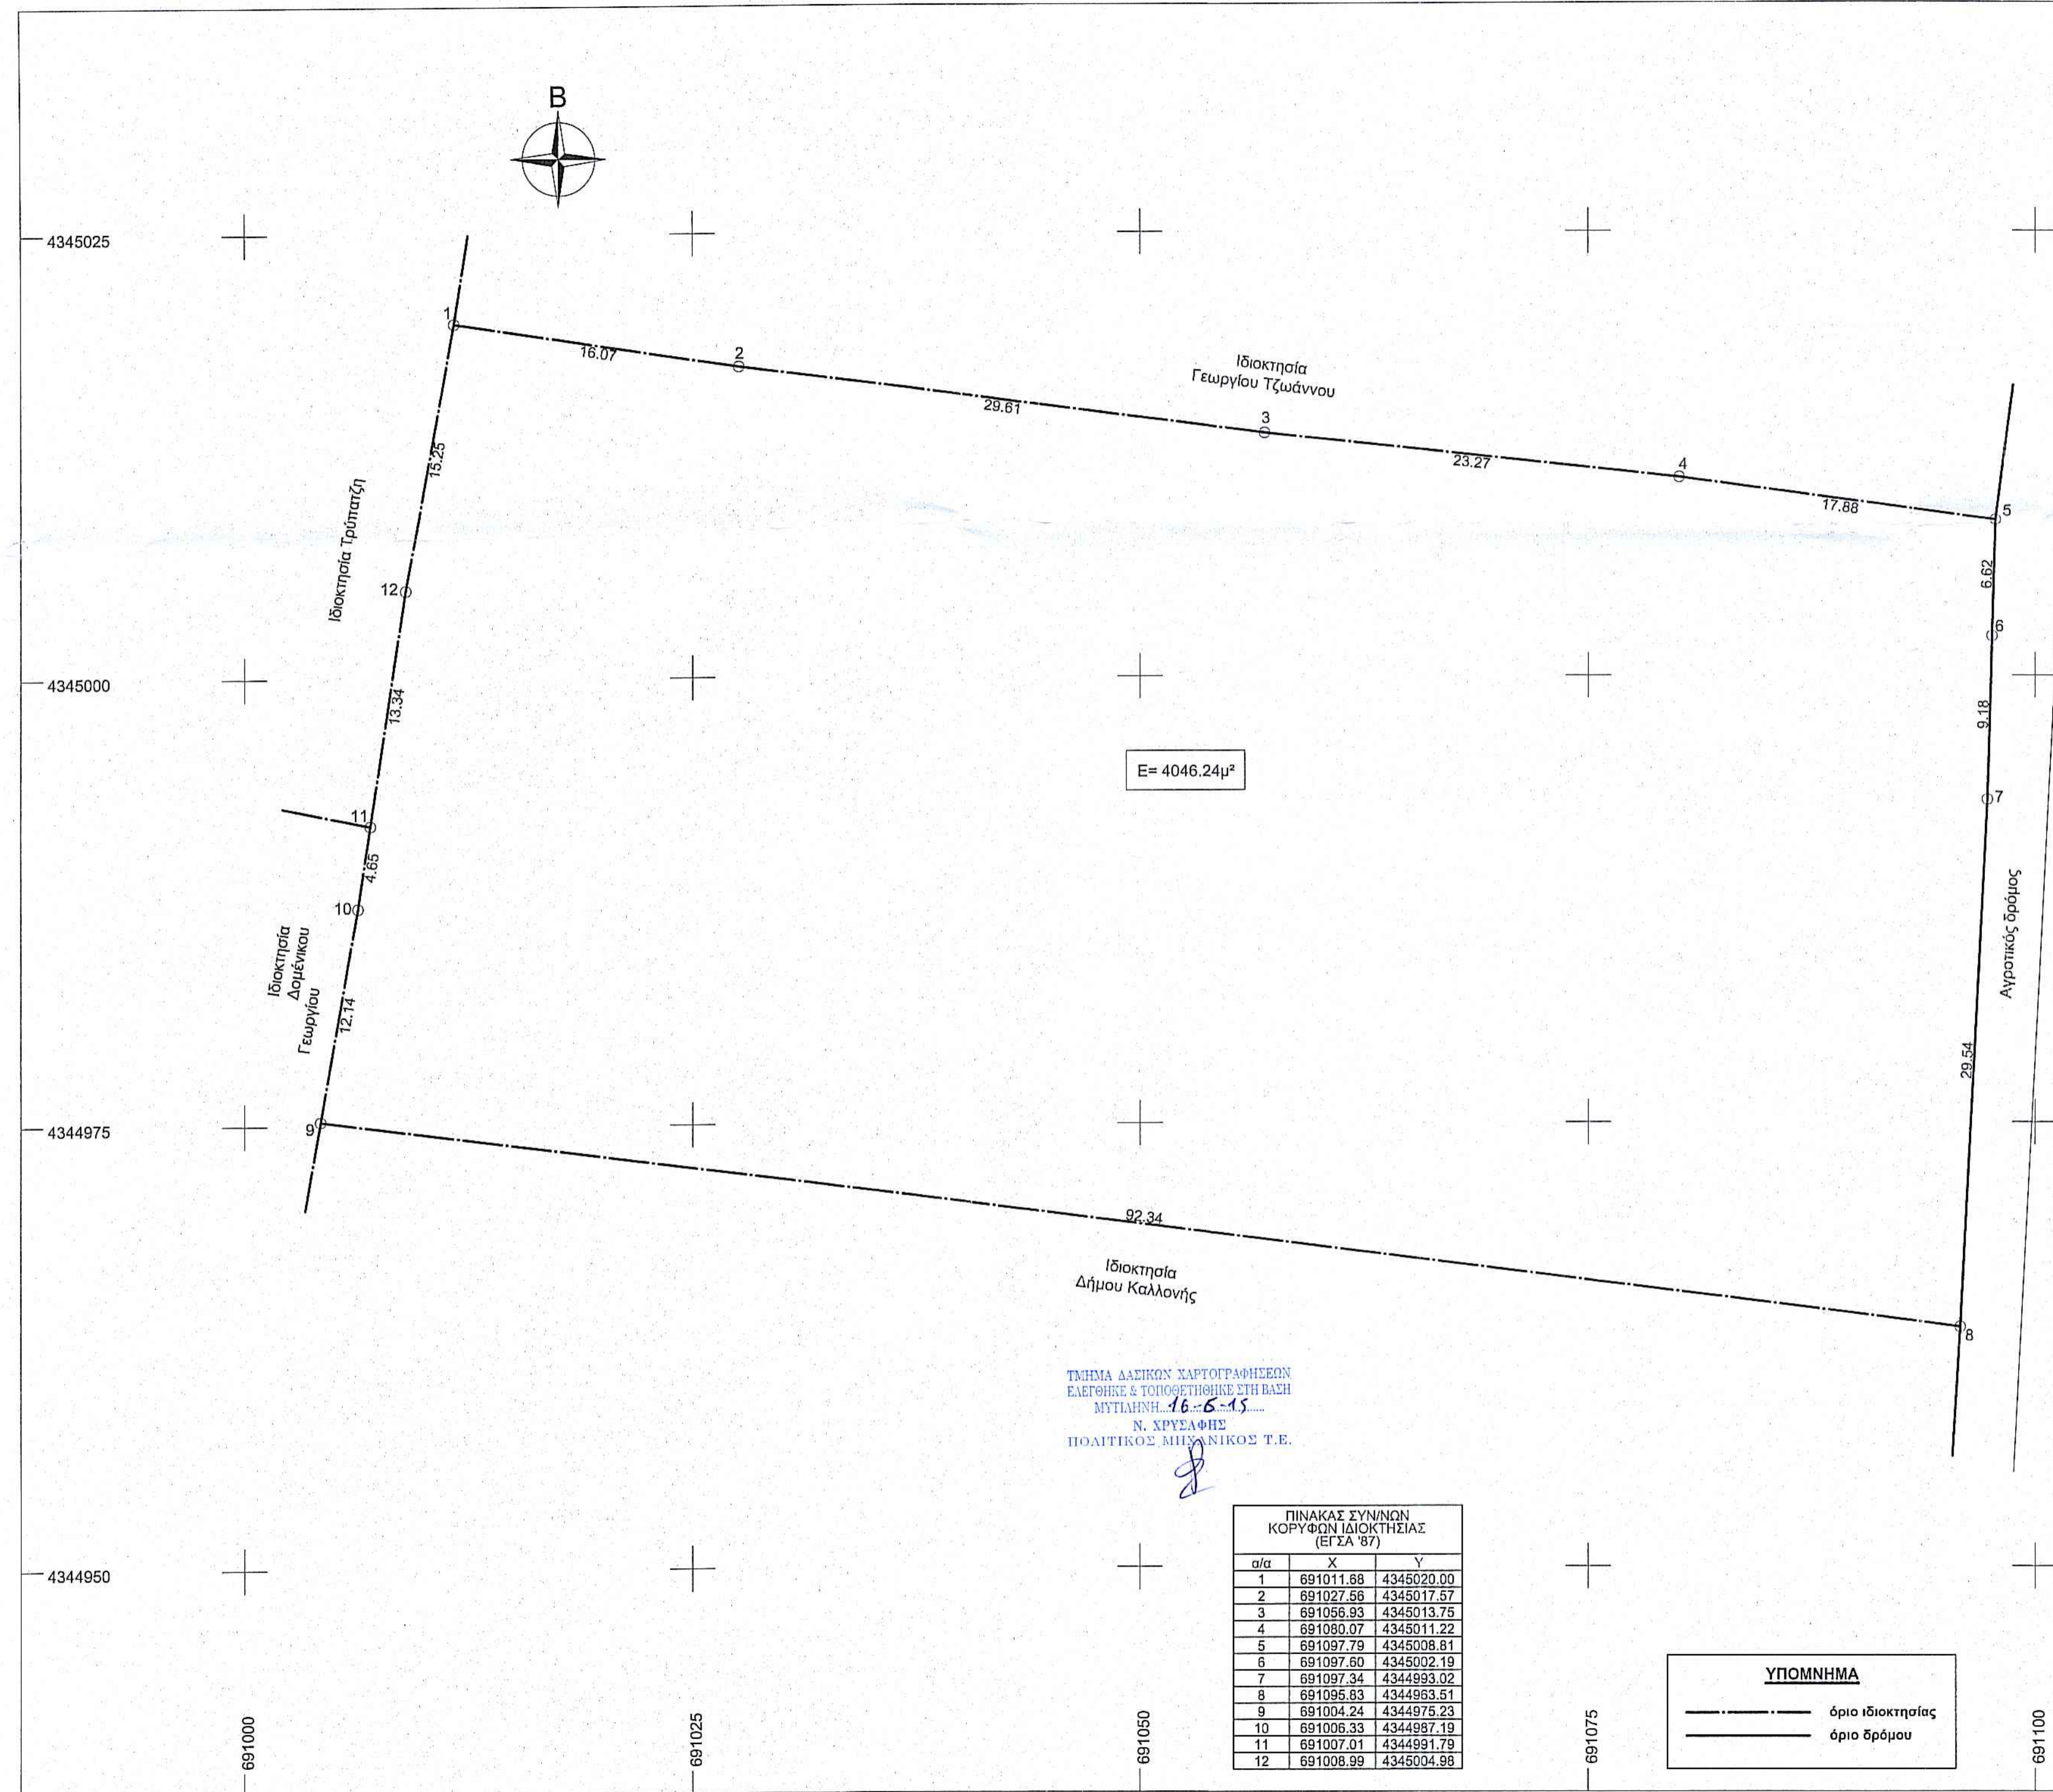 B
4345025
1
16.07
2
Ιδιοκτησία
Γεωργίου Τζωάννου
29.61
3
23.27
4
17.88
5
15.25
Ιδιοκτησία Τρύπατζη
12
6.62
6
4345000
13.34
9.18
E= 4046.24μ²
7
11
4.65
10
Ιδιοκτησία
Δομένικου
Γεωργίου
12.14
Αγροτικός δρόμος
29.54
4344975
9
92.34
Ιδιοκτησία
Δήμου Καλλονής
8
ΤΜΗΜΑ ΔΑΣΙΚΩΝ ΧΑΡΤΟΓΡΑΦΗΣΕΩΝ
ΕΛΕΓΘΗΚΕ & ΤΟΠΟΘΕΤΗΘΗΚΕ ΣΤΗ ΒΑΣΗ
ΜΥΤΙΛΗΝΗ 16-6-15
Ν. ΧΡΥΣΑΦΗΣ
ΠΟΛΙΤΙΚΟΣ ΜΗΧΑΝΙΚΟΣ Τ.Ε.
4344950
ΠΙΝΑΚΑΣ ΣΥΝ/ΝΩΝ
ΚΟΡΥΦΩΝ ΙΔΙΟΚΤΗΣΙΑΣ
(ΕΓΣΑ '87)
α/α X Y
1 691011.68 4345020.00
2 691027.56 4345017.57
3 691056.93 4345013.75
4 691080.07 4345011.22
5 691097.79 4345008.81
6 691097.60 4345002.19
7 691097.34 4344993.02
8 691095.83 4344963.51
9 691004.24 4344975.23
10 691006.33 4344987.19
11 691007.01 4344991.79
12 691008.99 4345004.98
ΥΠΟΜΝΗΜΑ
όριο ιδιοκτησίας
όριο δρόμου
691000
691025
691050
691075
691100